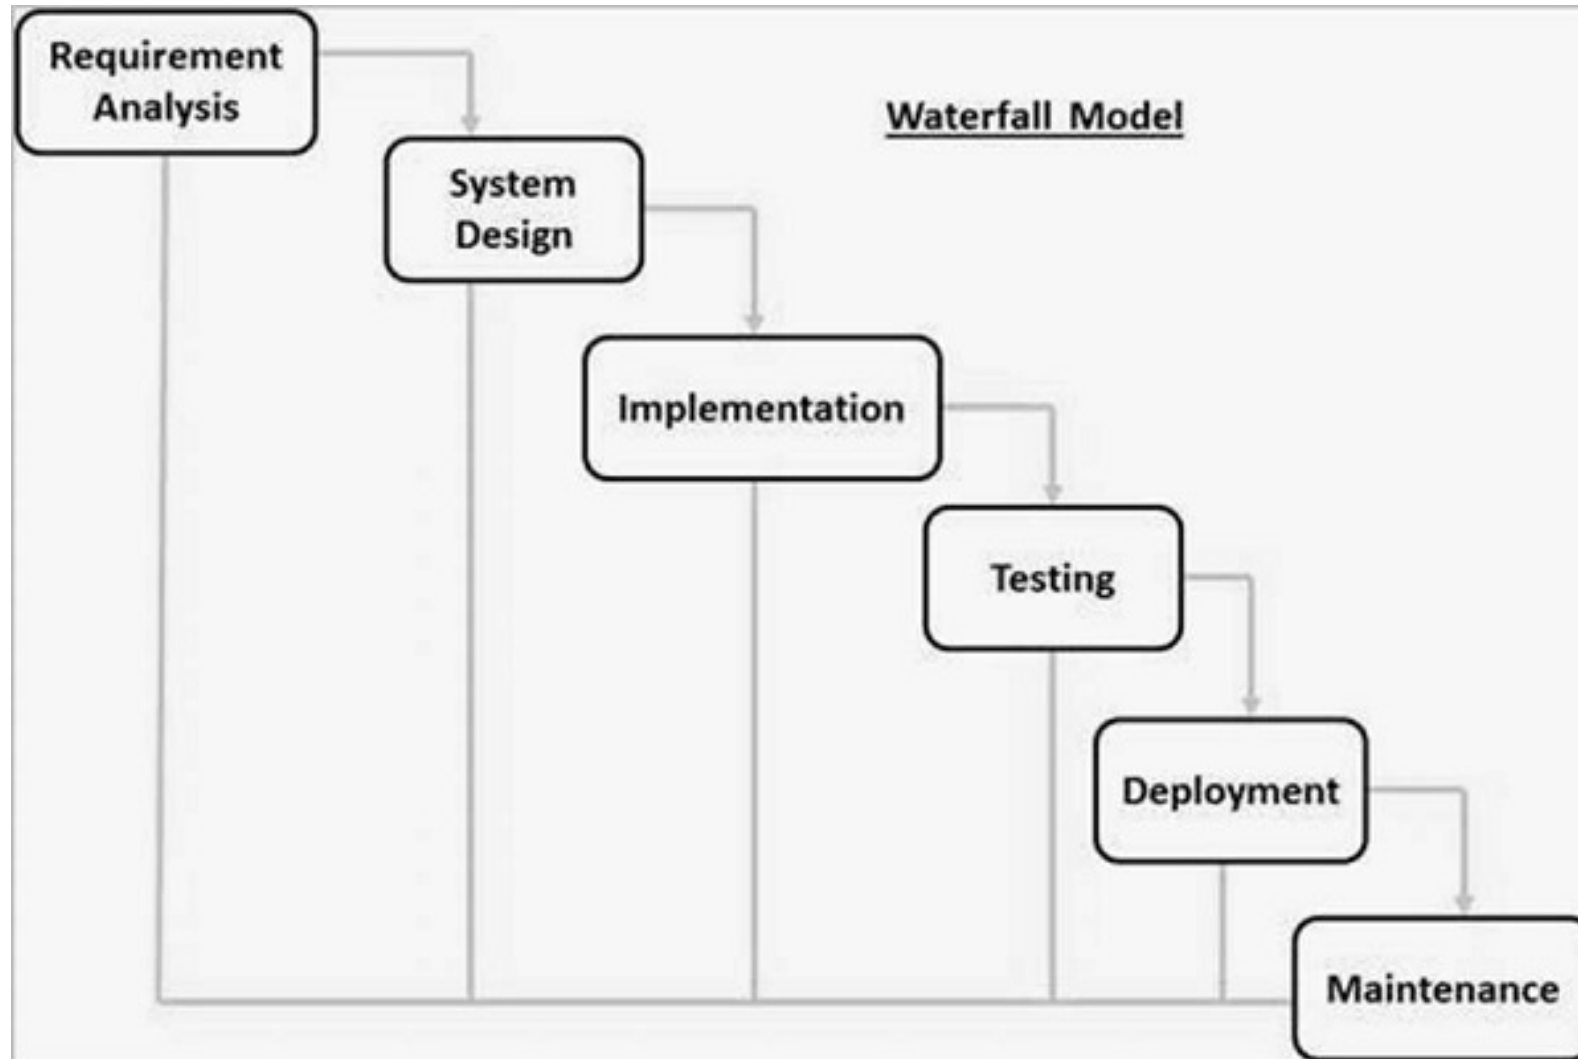 Requirement
Analysis
Waterfall Model
System
Design
Implementation
Testing
Deployment
Maintenance